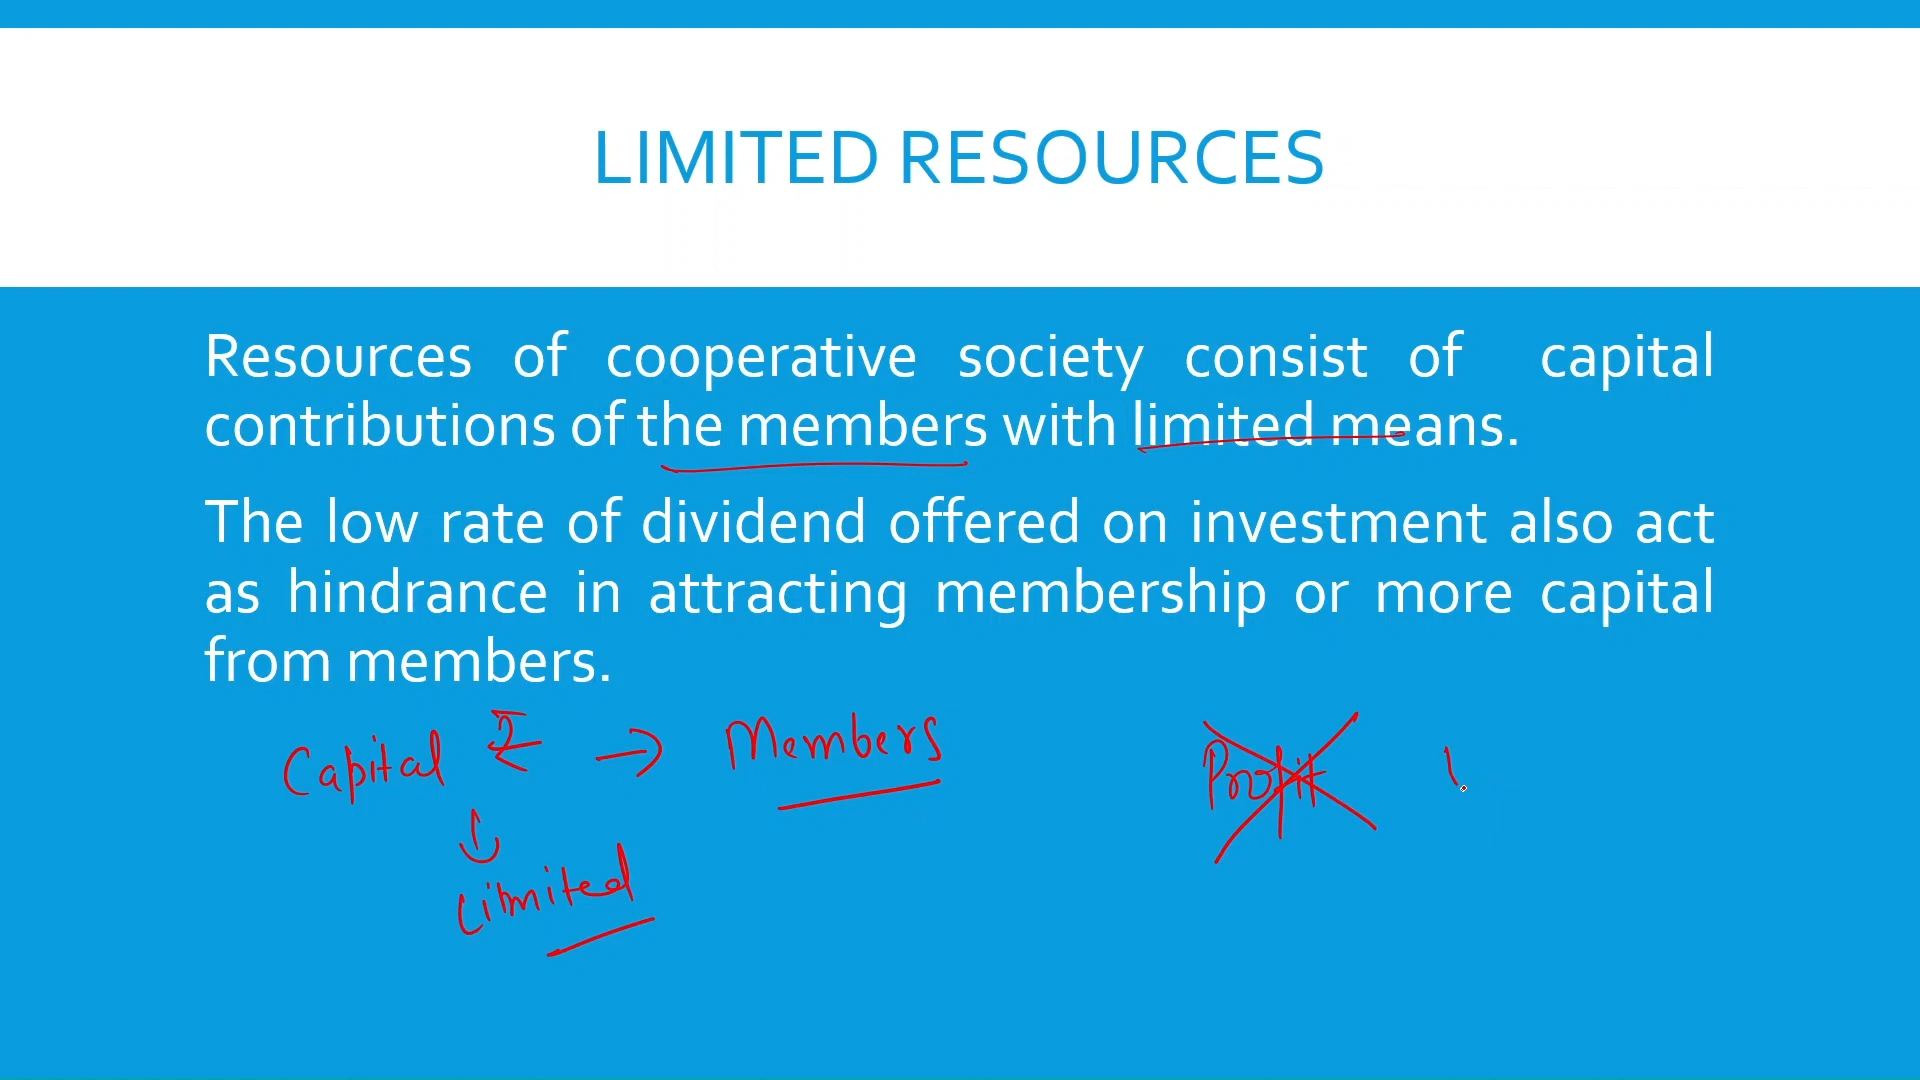 LIMITED RESOURCES
Resources of cooperative society consist of capital
contributions of the members with limited means.
The low rate of dividend offered on investment also act
as hindrance in attracting membership or more capital
from members.
Capital ₹ → Members Profit
Limited